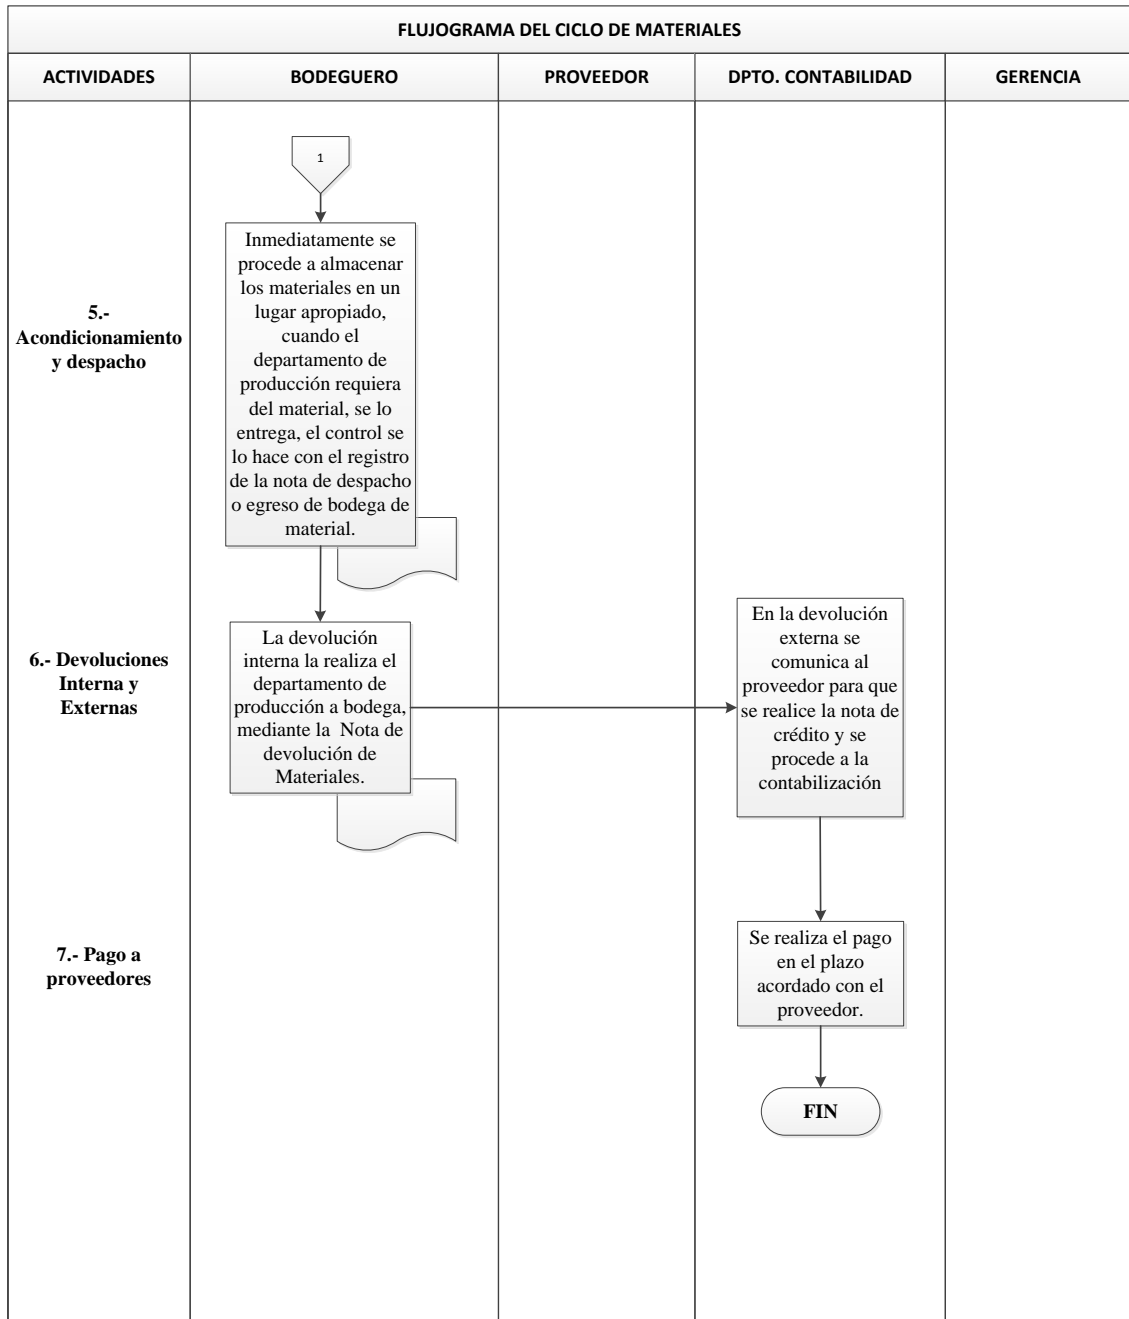 FLUJOGRAMA DEL CICLO DE MATERIALES
ACTIVIDADES
BODEGUERO
PROVEEDOR
DPTO. CONTABILIDAD
GERENCIA
1
5.-
Acondicionamiento
y despacho
Inmediatamente se
procede a almacenar
los materiales en un
lugar apropiado,
cuando el
departamento de
producción requiera
del material, se lo
entrega, el control se
lo hace con el registro
de la nota de despacho
o egreso de bodega de
material.
6.- Devoluciones
Interna y
Externas
La devolución
interna la realiza el
departamento de
producción a bodega,
mediante la Nota de
devolución de
Materiales.
En la devolución
externa se
comunica al
proveedor para que
se realice la nota de
crédito y se
procede a la
contabilización
7.- Pago a
proveedores
Se realiza el pago
en el plazo
acordado con el
proveedor.
FIN